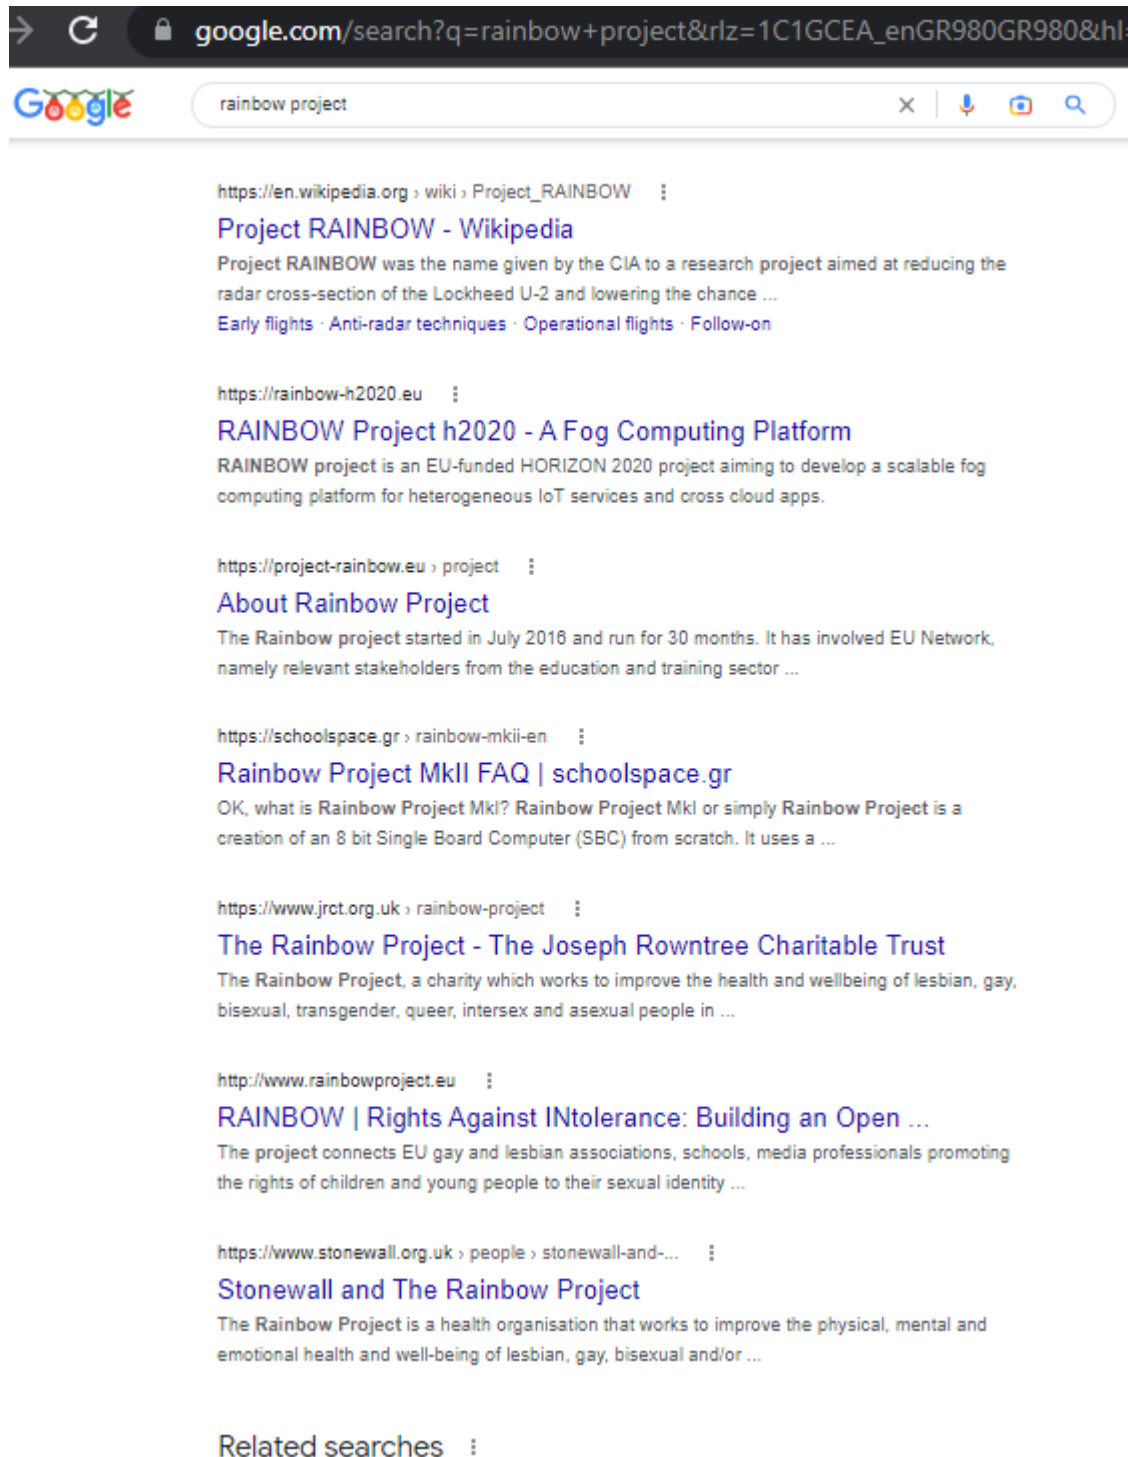 google.com/search?q=rainbow+project&rlz=1C1GCEA_enGR980GR980&hl=
Google
rainbow project
https://en.wikipedia.org › wiki › Project_RAINBOW
Project RAINBOW - Wikipedia
Project RAINBOW was the name given by the CIA to a research project aimed at reducing the
radar cross-section of the Lockheed U-2 and lowering the chance ...
Early flights · Anti-radar techniques · Operational flights · Follow-on
https://rainbow-h2020.eu
RAINBOW Project h2020 - A Fog Computing Platform
RAINBOW project is an EU-funded HORIZON 2020 project aiming to develop a scalable fog
computing platform for heterogeneous IoT services and cross cloud apps.
https://project-rainbow.eu › project
About Rainbow Project
The Rainbow project started in July 2016 and run for 30 months. It has involved EU Network,
namely relevant stakeholders from the education and training sector ...
https://schoolspace.gr › rainbow-mkii-en
Rainbow Project MkII FAQ | schoolspace.gr
OK, what is Rainbow Project MkI? Rainbow Project MkI or simply Rainbow Project is a
creation of an 8 bit Single Board Computer (SBC) from scratch. It uses a ...
https://www.jrct.org.uk › rainbow-project
The Rainbow Project - The Joseph Rowntree Charitable Trust
The Rainbow Project, a charity which works to improve the health and wellbeing of lesbian, gay,
bisexual, transgender, queer, intersex and asexual people in ...
http://www.rainbowproject.eu
RAINBOW | Rights Against INtolerance: Building an Open ...
The project connects EU gay and lesbian associations, schools, media professionals promoting
the rights of children and young people to their sexual identity ...
https://www.stonewall.org.uk › people › stonewall-and-...
Stonewall and The Rainbow Project
The Rainbow Project is a health organisation that works to improve the physical, mental and
emotional health and well-being of lesbian, gay, bisexual and/or ...
Related searches